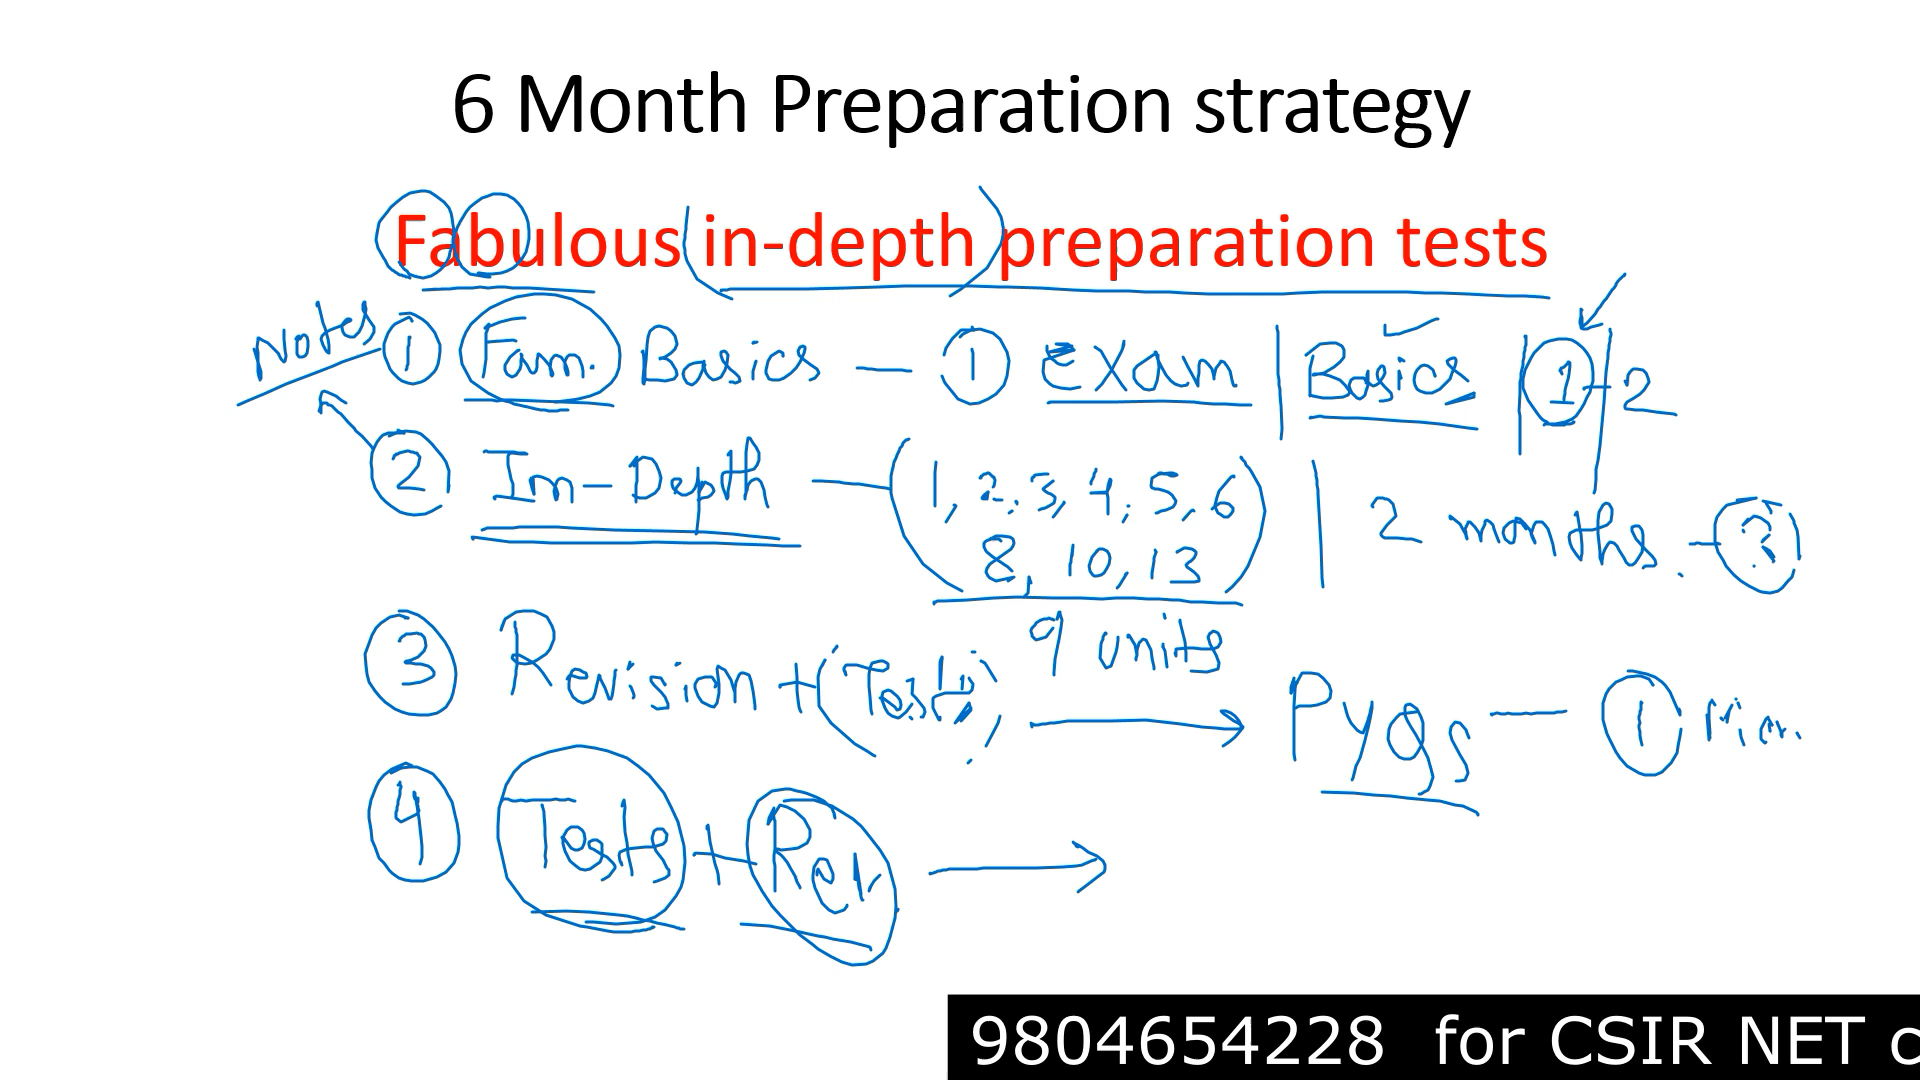 6 Month Preparation strategy
Fabulous in-depth preparation tests
Notes 1 Fam. Basics — 1 Exam | Basics | 1 - 2
2 In-Depth — (1, 2, 3, 4, 5, 6 | 2 months. - ?
8, 10, 13)
9 units
3 Revision + (Tests) → PYQs — 1
4 Tests + Rev →
9804654228 for CSIR NET c